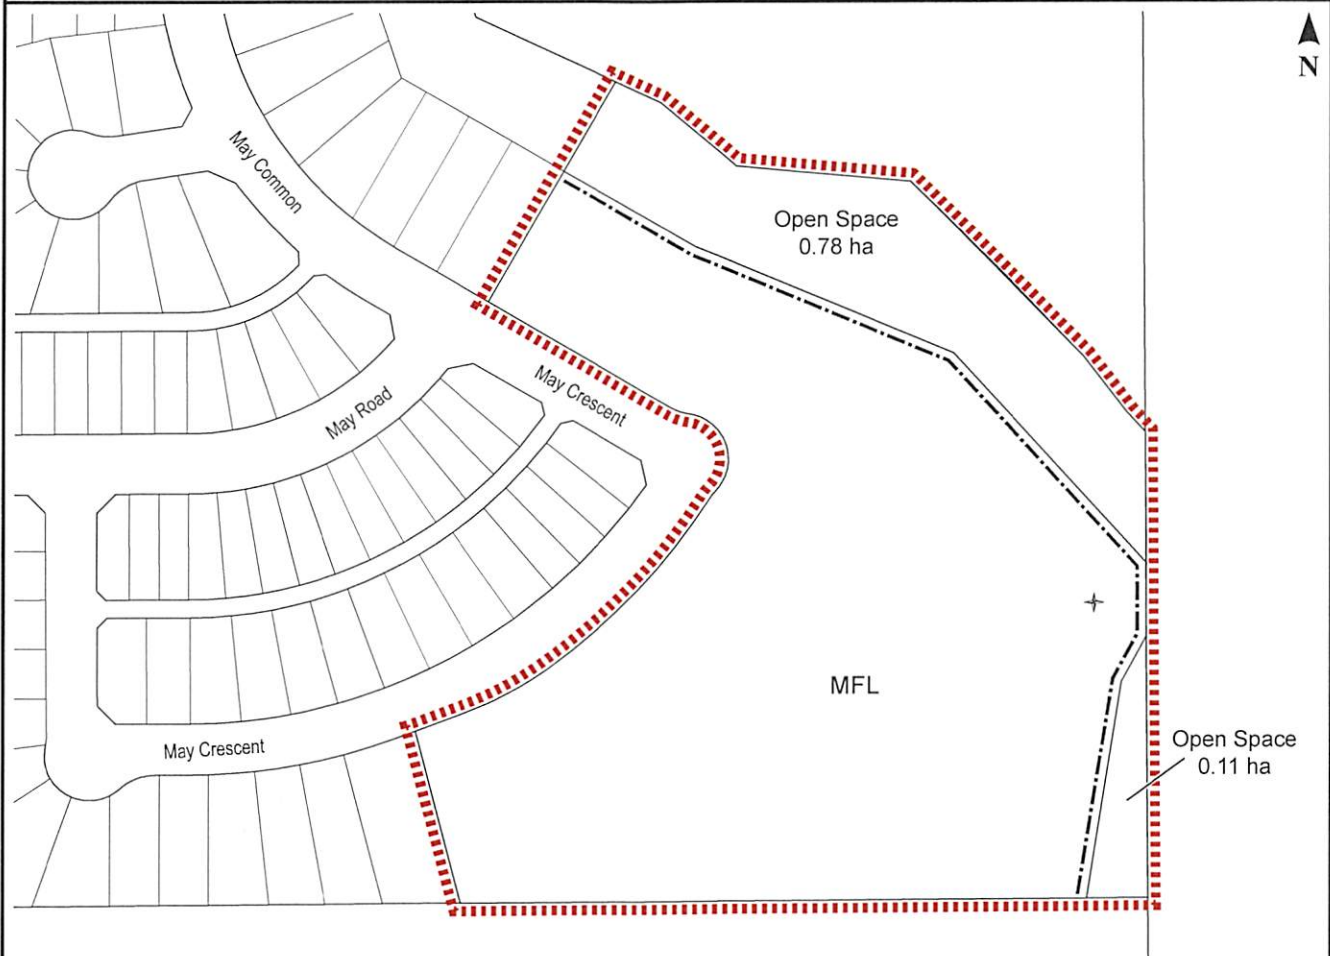 N
May Common
Open Space
0.78 ha
May Crescent
May Road
MFL
May Crescent
Open Space
0.11 ha